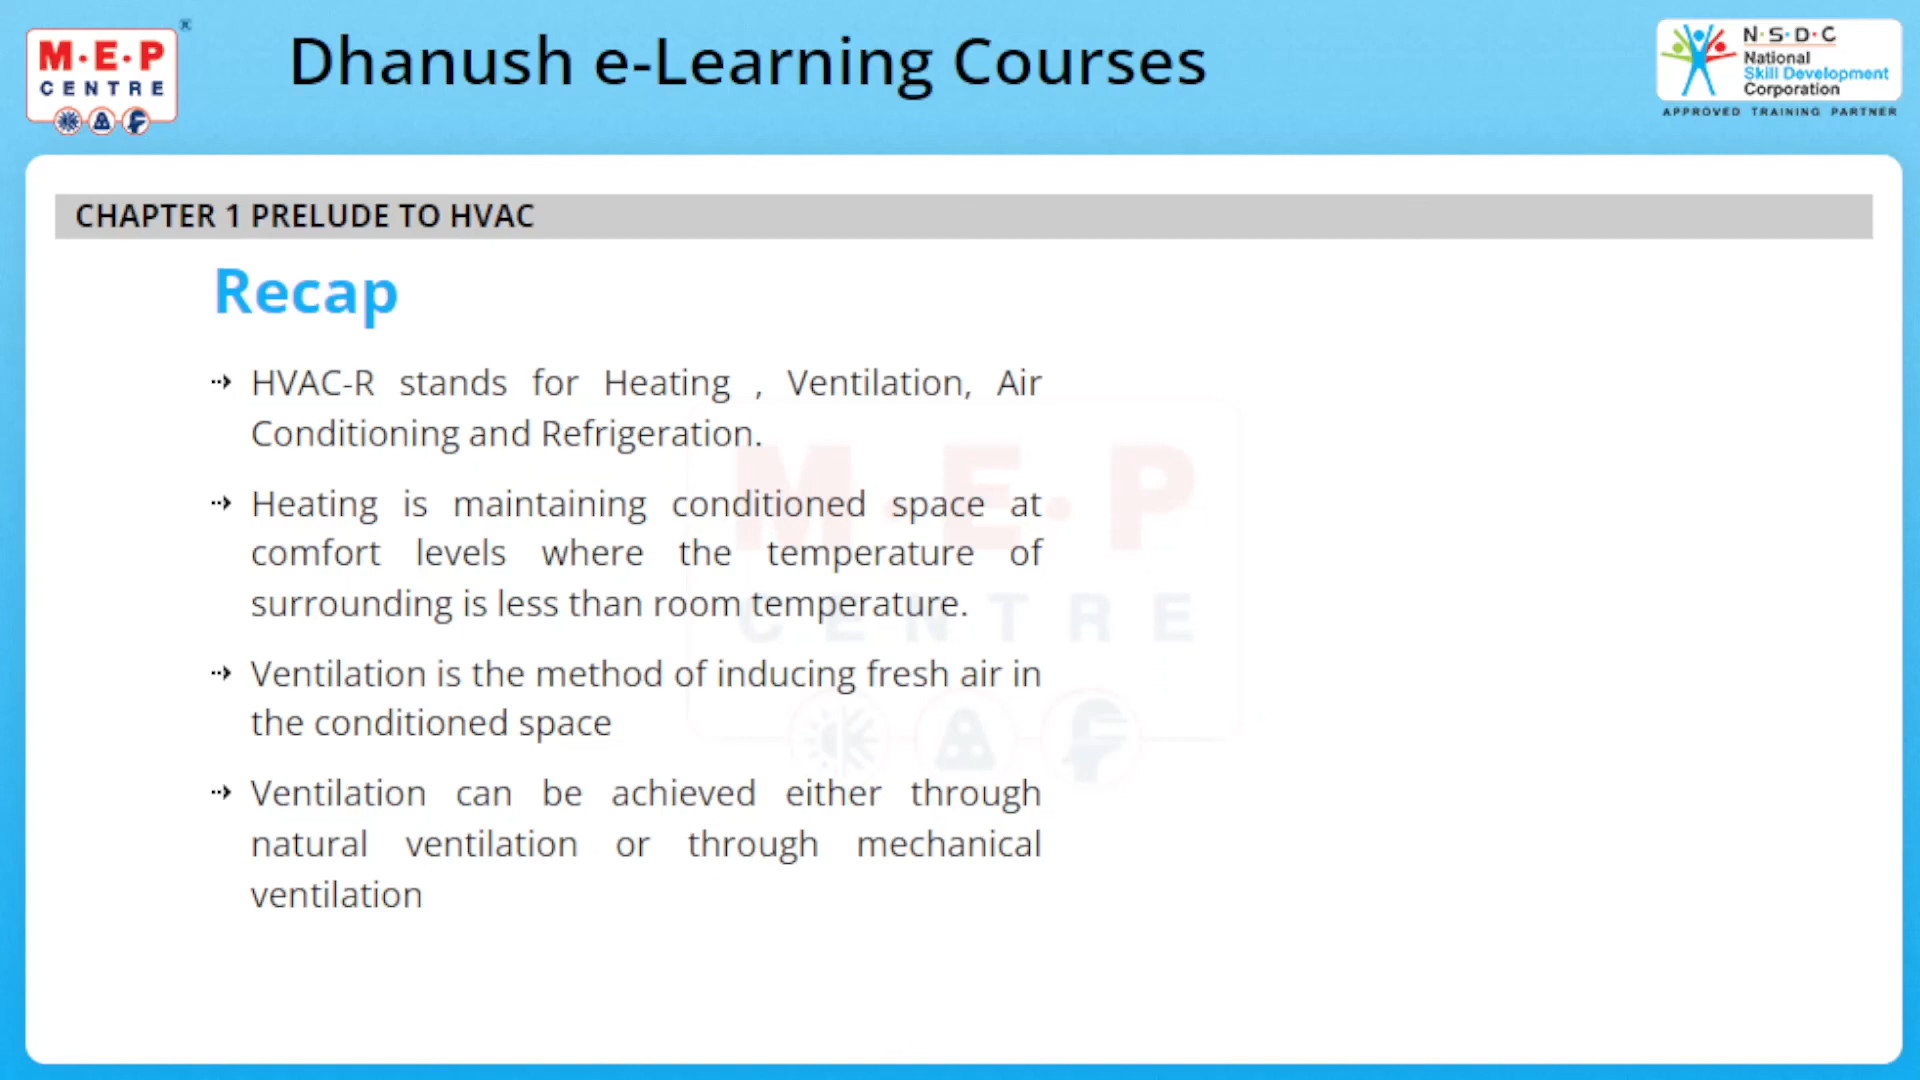 M·E·P
CENTRE
Dhanush e-Learning Courses
N·S·D·C
National
Skill Development
Corporation
APPROVED TRAINING PARTNER
CHAPTER 1 PRELUDE TO HVAC
Recap
HVAC-R stands for Heating , Ventilation, Air
Conditioning and Refrigeration.
Heating is maintaining conditioned space at
comfort levels where the temperature of
surrounding is less than room temperature.
Ventilation is the method of inducing fresh air in
the conditioned space
Ventilation can be achieved either through
natural ventilation or through mechanical
ventilation
M·E·P
CENTRE